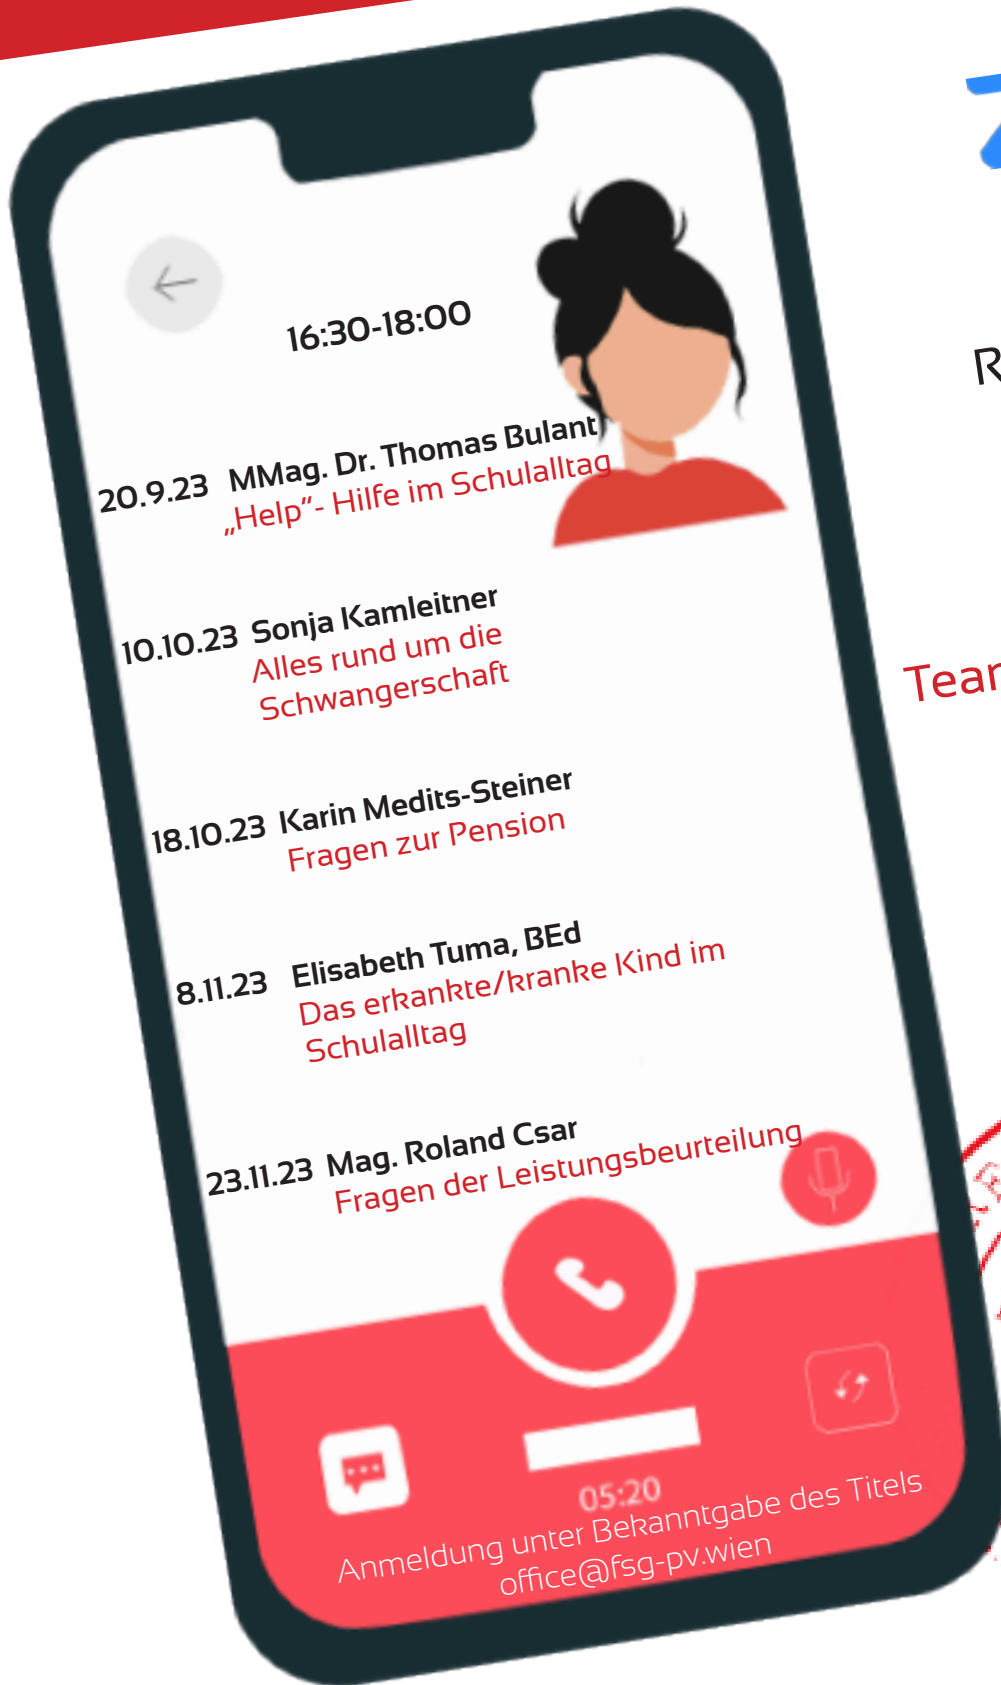 16:30-18:00
20.9.23 MMag. Dr. Thomas Bulant
„Help“- Hilfe im Schulalltag
10.10.23 Sonja Kamleitner
Alles rund um die
Schwangerschaft
18.10.23 Karin Medits-Steiner
Fragen zur Pension
8.11.23 Elisabeth Tuma, BEd
Das erkankte/kranke Kind im
Schulalltag
23.11.23 Mag. Roland Csar
Fragen der Leistungsbeurteilung
05:20
Anmeldung unter Bekanntgabe des Titels
office@fsg-pv.wien